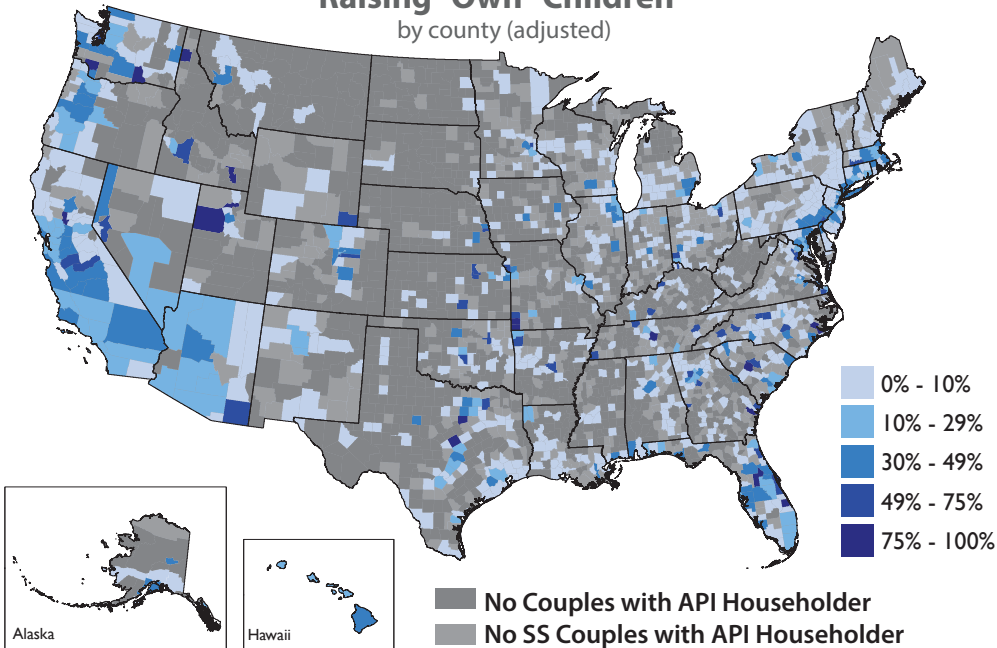 Raising "Own" Children
by county (adjusted)
0% - 10%
10% - 29%
30% - 49%
49% - 75%
75% - 100%
No Couples with API Householder
No SS Couples with API Householder
Alaska
Hawaii